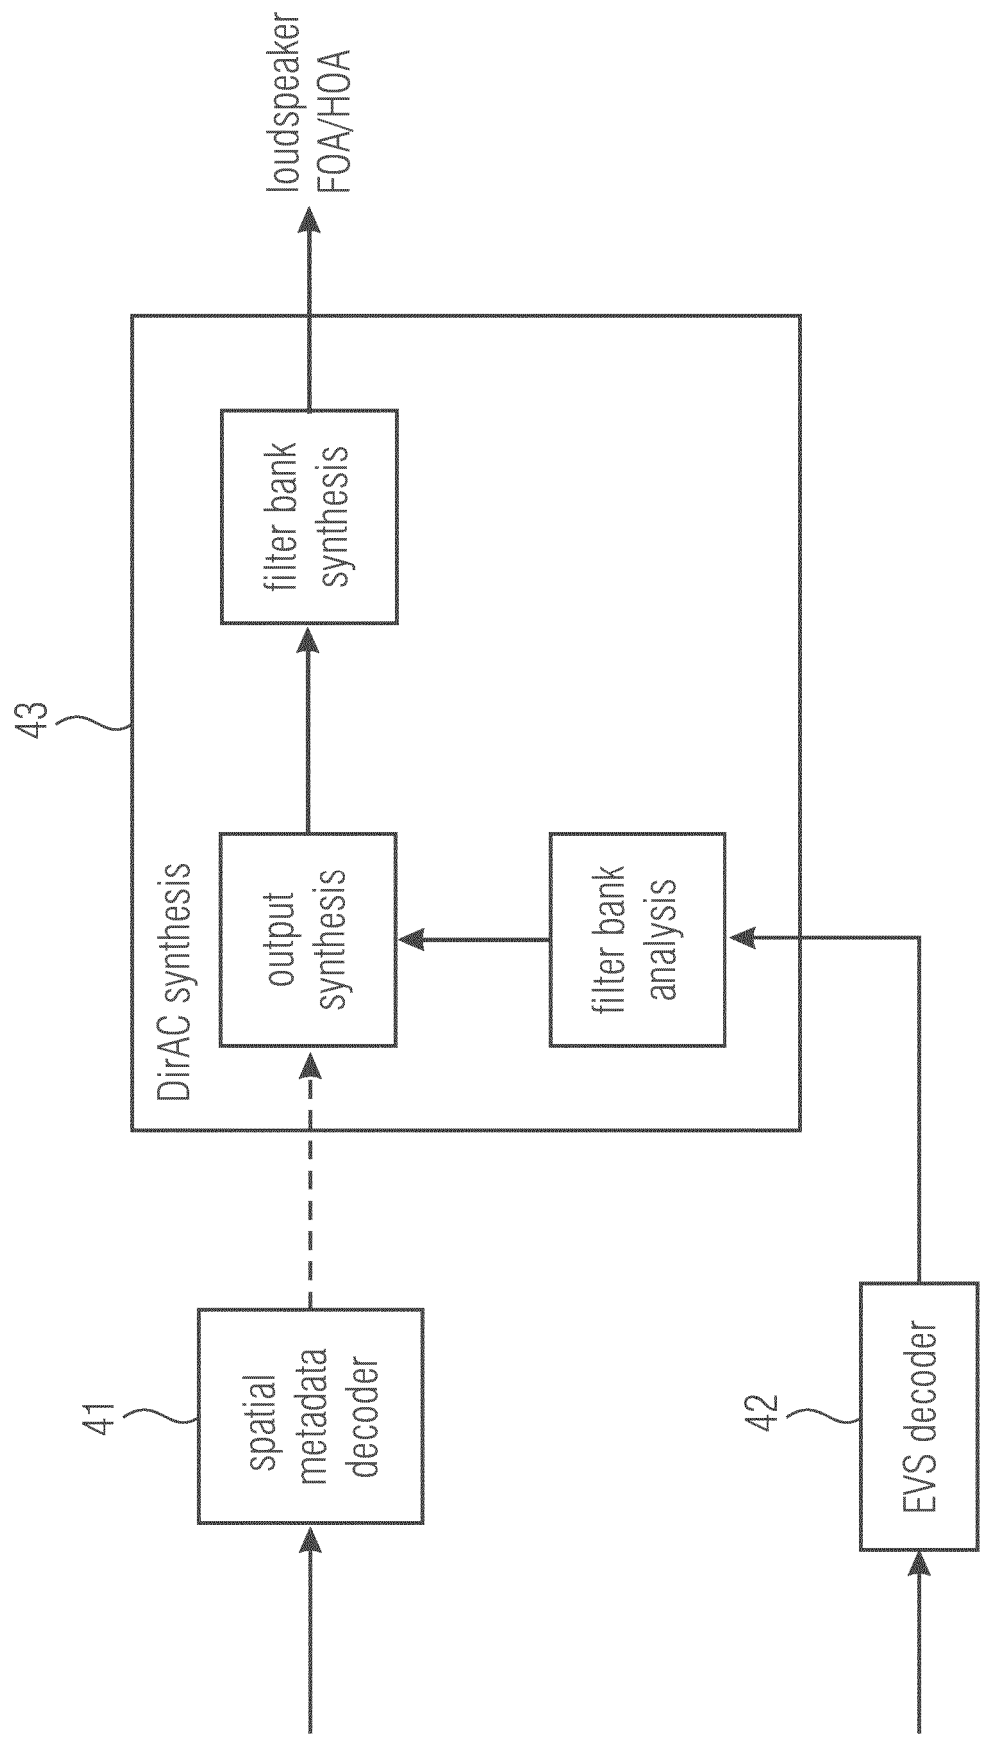 41
spatial
metadata
decoder
42
EVS decoder
43
DirAC synthesis
output
synthesis
filter bank
analysis
filter bank
synthesis
loudspeaker
FOA/HOA